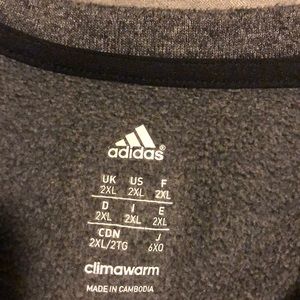 adidas®
UK US F
2XL 2XL 2XL
D I E
2XL 2XL 2XL
CDN J
2XL/2TG 6XO
climawarm
MADE IN CAMBODIA